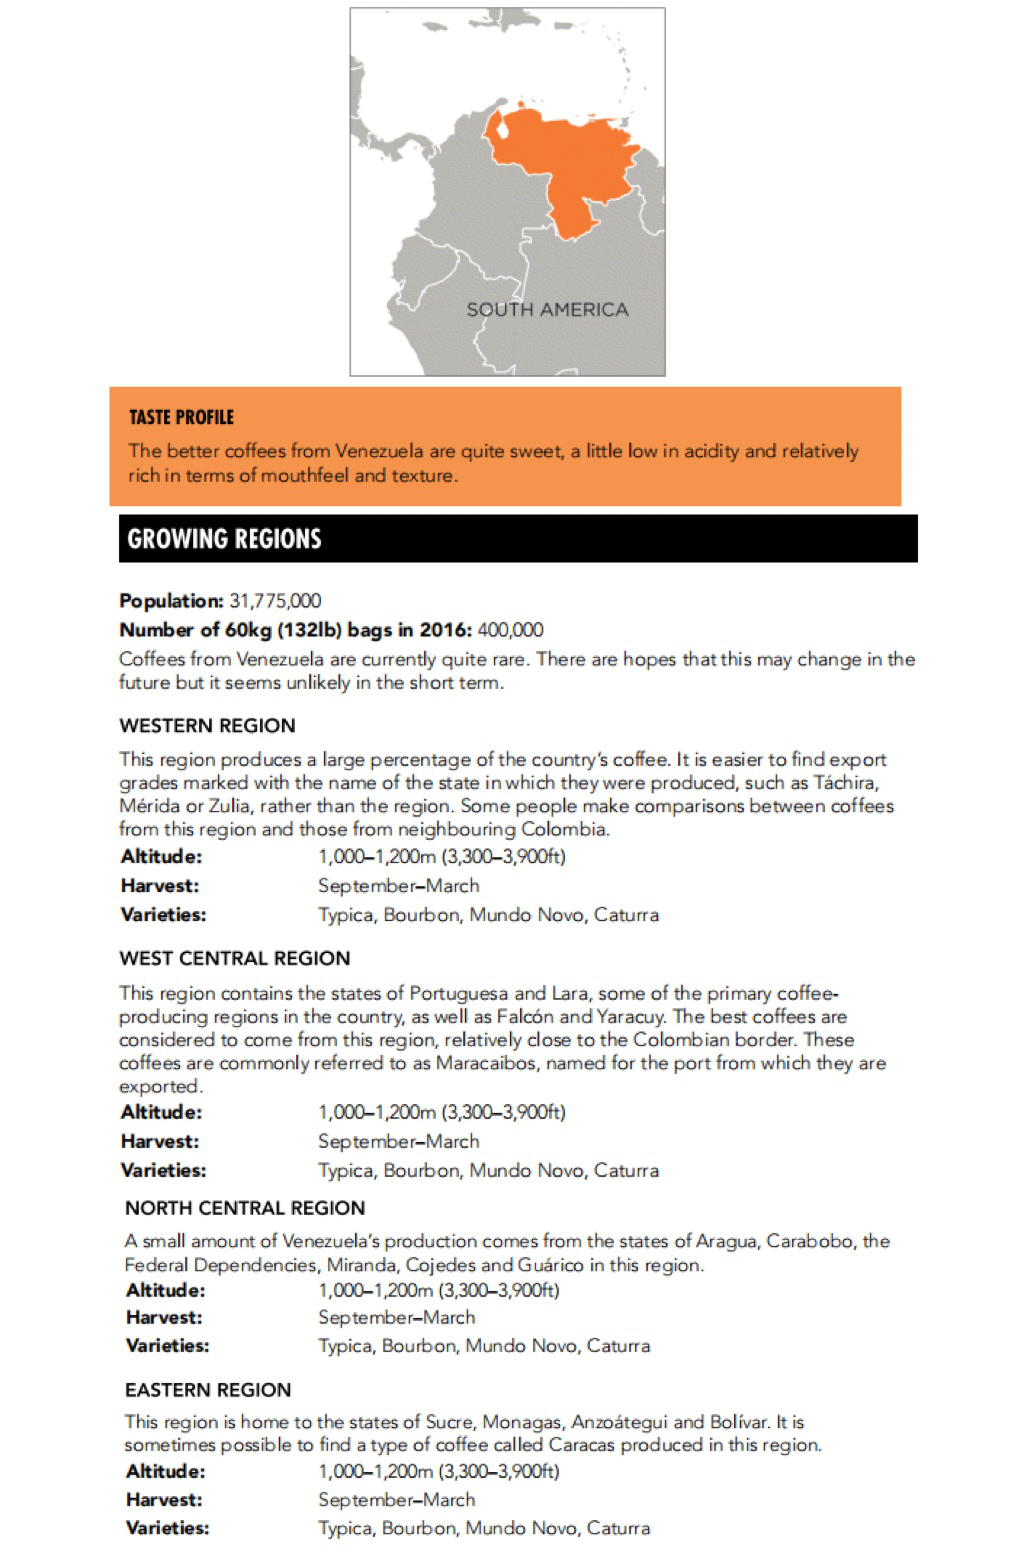 SOUTH AMERICA
TASTE PROFILE
The better coffees from Venezuela are quite sweet, a little low in acidity and relatively
rich in terms of mouthfeel and texture.
GROWING REGIONS
Population: 31,775,000
Number of 60kg (132lb) bags in 2016: 400,000
Coffees from Venezuela are currently quite rare. There are hopes that this may change in the
future but it seems unlikely in the short term.
WESTERN REGION
This region produces a large percentage of the country's coffee. It is easier to find export
grades marked with the name of the state in which they were produced, such as Táchira,
Mérida or Zulia, rather than the region. Some people make comparisons between coffees
from this region and those from neighbouring Colombia.
Altitude: 1,000–1,200m (3,300–3,900ft)
Harvest: September–March
Varieties: Typica, Bourbon, Mundo Novo, Caturra
WEST CENTRAL REGION
This region contains the states of Portuguesa and Lara, some of the primary coffee-
producing regions in the country, as well as Falcón and Yaracuy. The best coffees are
considered to come from this region, relatively close to the Colombian border. These
coffees are commonly referred to as Maracaibos, named for the port from which they are
exported.
Altitude: 1,000–1,200m (3,300–3,900ft)
Harvest: September–March
Varieties: Typica, Bourbon, Mundo Novo, Caturra
NORTH CENTRAL REGION
A small amount of Venezuela's production comes from the states of Aragua, Carabobo, the
Federal Dependencies, Miranda, Cojedes and Guárico in this region.
Altitude: 1,000–1,200m (3,300–3,900ft)
Harvest: September–March
Varieties: Typica, Bourbon, Mundo Novo, Caturra
EASTERN REGION
This region is home to the states of Sucre, Monagas, Anzoátegui and Bolívar. It is
sometimes possible to find a type of coffee called Caracas produced in this region.
Altitude: 1,000–1,200m (3,300–3,900ft)
Harvest: September–March
Varieties: Typica, Bourbon, Mundo Novo, Caturra